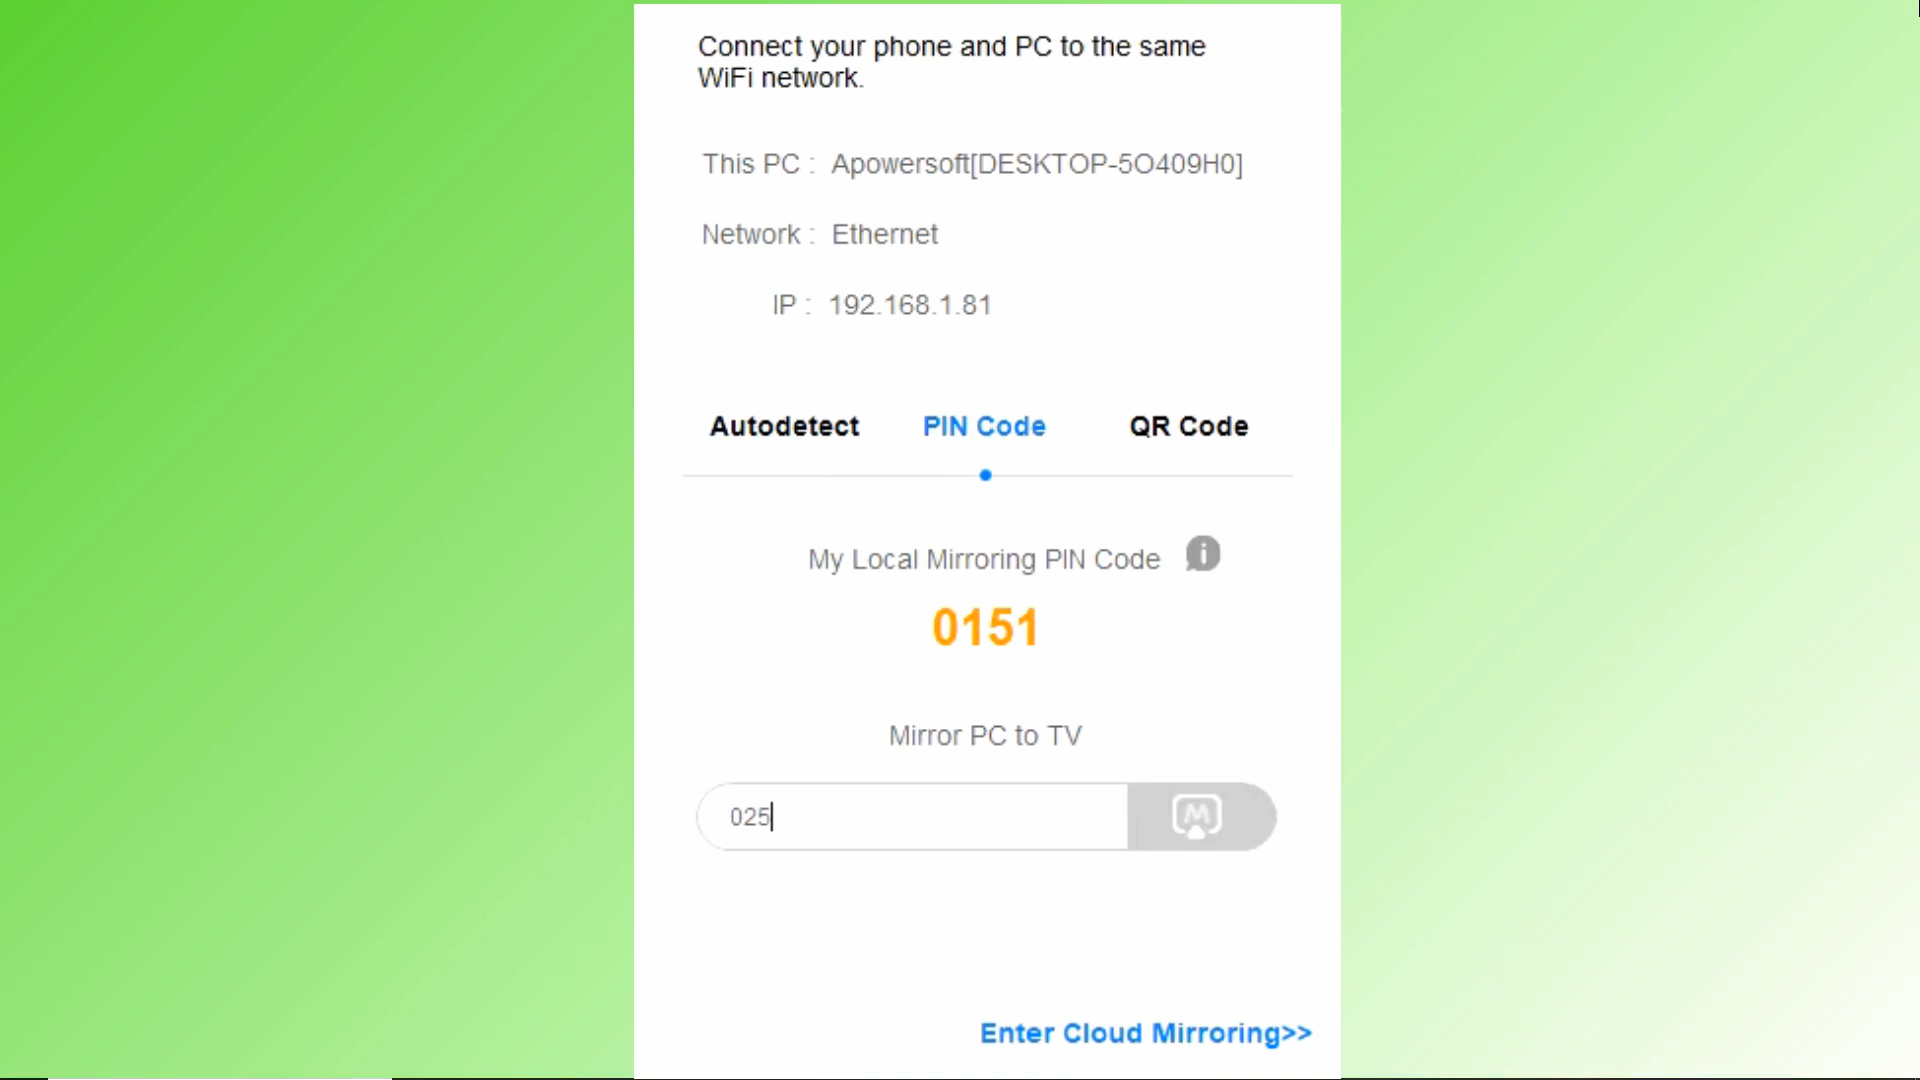 Connect your phone and PC to the same
WiFi network.
This PC : Apowersoft[DESKTOP-5O409H0]
Network : Ethernet
IP : 192.168.1.81
Autodetect PIN Code QR Code
My Local Mirroring PIN Code
0151
Mirror PC to TV
025
Enter Cloud Mirroring>>